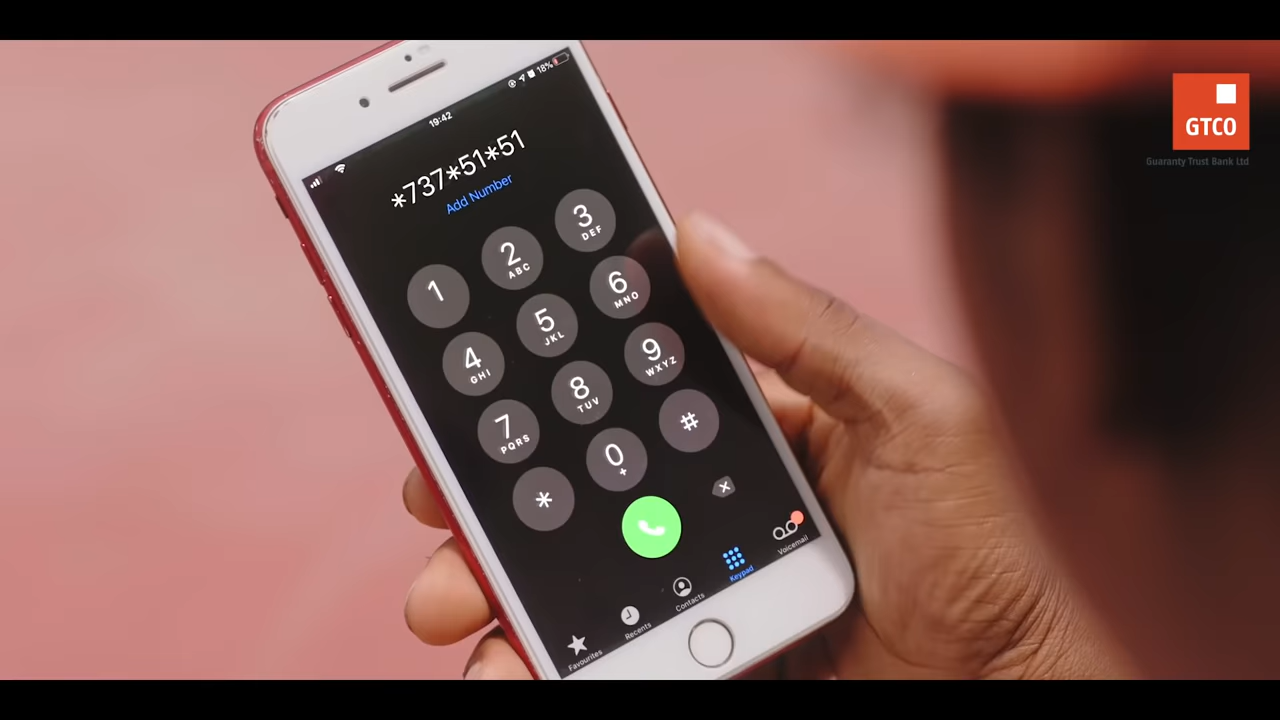 GTCO
Guaranty Trust Bank Ltd
18%
19:42
*737*51*51
Add Number
1
2
ABC
3
DEF
4
GHI
5
JKL
6
MNO
7
PQRS
8
TUV
9
WXYZ
*
0
+
#
Favourites
Recents
Contacts
Keypad
Voicemail